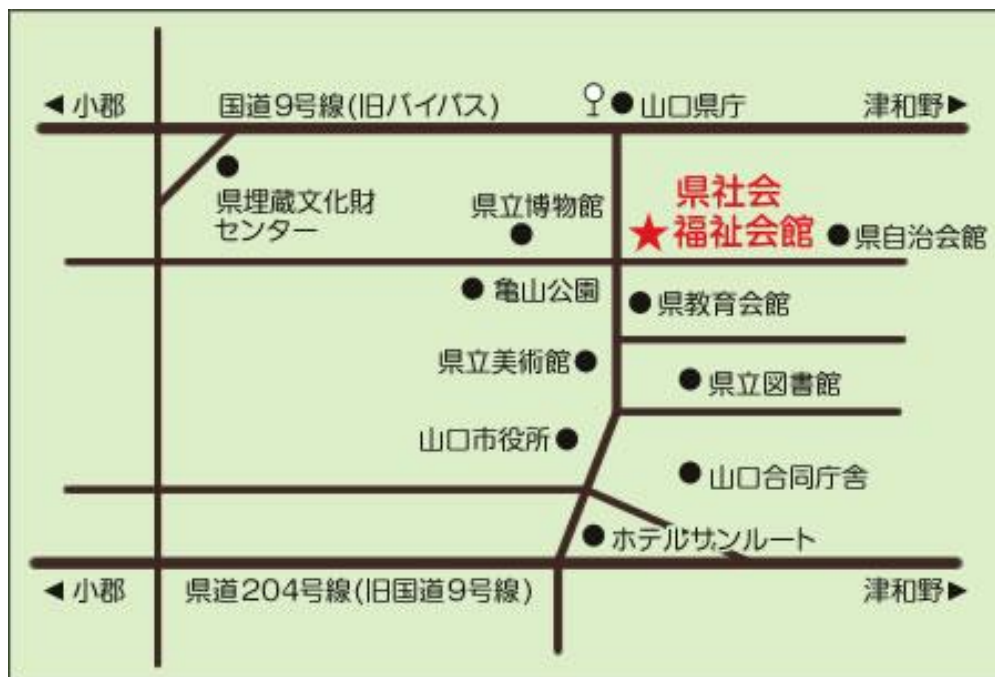 ◀小郡
国道9号線(旧バイパス)
山口県庁
津和野▶
県埋蔵文化財
センター
県立博物館
県社会
★福祉会館
県自治会館
亀山公園
県教育会館
県立美術館
県立図書館
山口市役所
山口合同庁舎
ホテルサンルート
◀小郡
県道204号線(旧国道9号線)
津和野▶